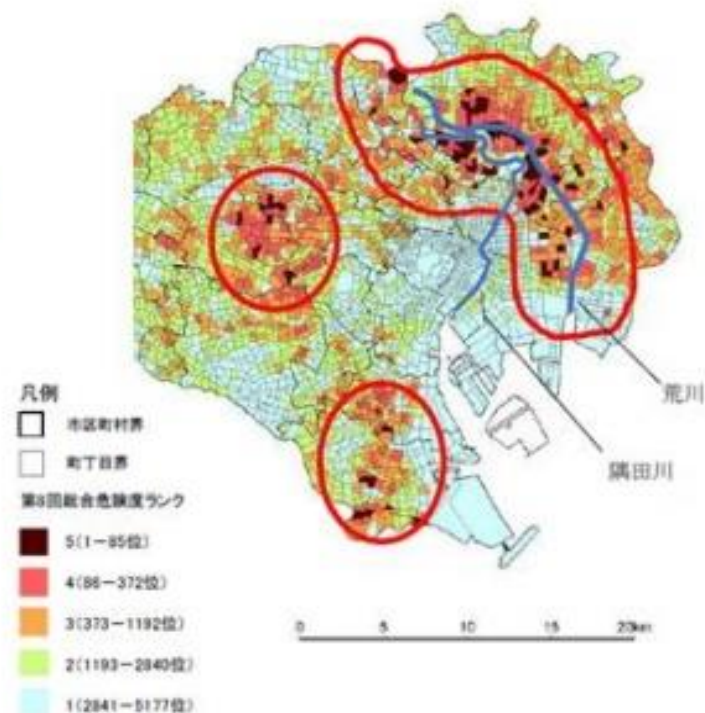 荒川
隅田川
凡例
市区町村界
町丁目界
第8回総合危険度ランク
5(1-85位)
4(86-372位)
3(373-1192位)
2(1193-2840位)
1(2841-5177位)
0 5 10 15 20km